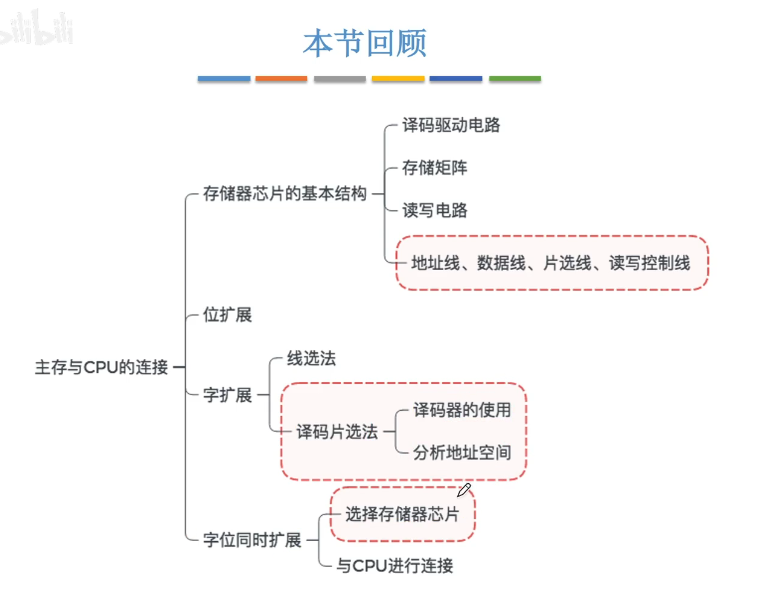 bilibili
本节回顾
译码驱动电路
存储矩阵
存储器芯片的基本结构
读写电路
地址线、数据线、片选线、读写控制线
位扩展
主存与CPU的连接
线选法
字扩展
译码器的使用
译码片选法
分析地址空间
选择存储器芯片
字位同时扩展
与CPU进行连接